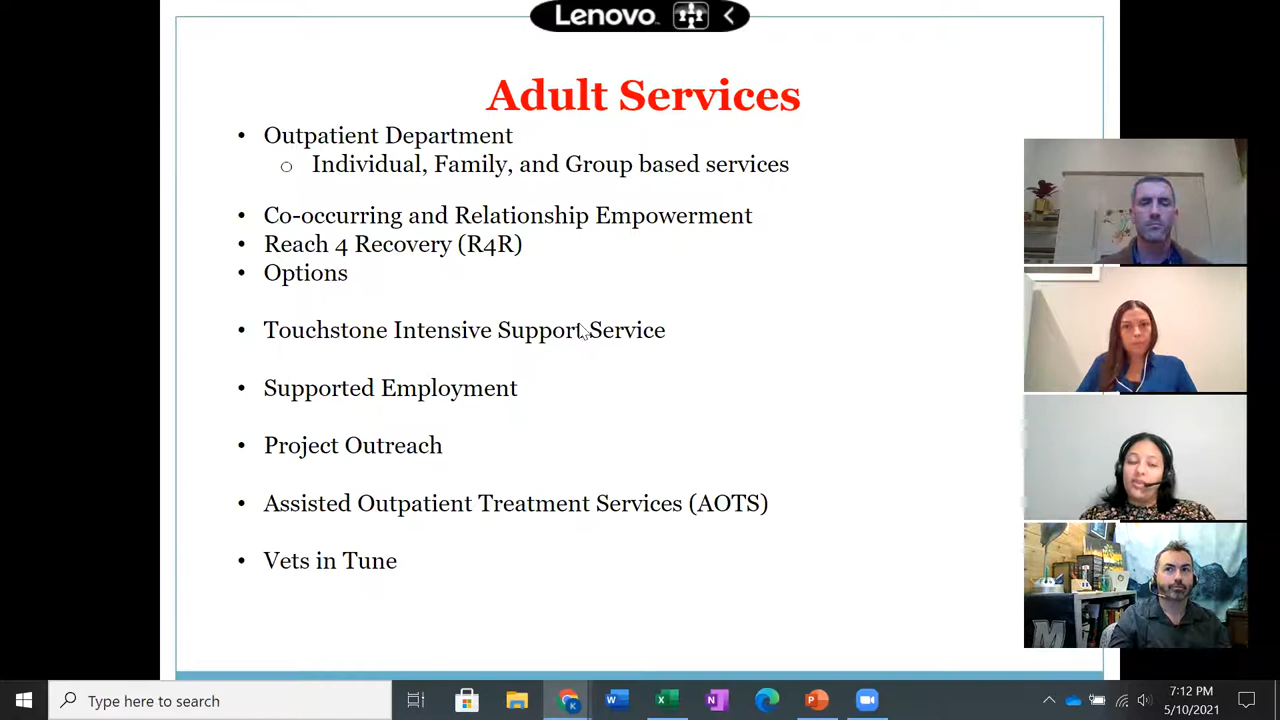 Lenovo
Adult Services
• Outpatient Department
○ Individual, Family, and Group based services
• Co-occurring and Relationship Empowerment
• Reach 4 Recovery (R4R)
• Options
• Touchstone Intensive Support Service
• Supported Employment
• Project Outreach
• Assisted Outpatient Treatment Services (AOTS)
• Vets in Tune
Type here to search
7:12 PM
5/10/2021